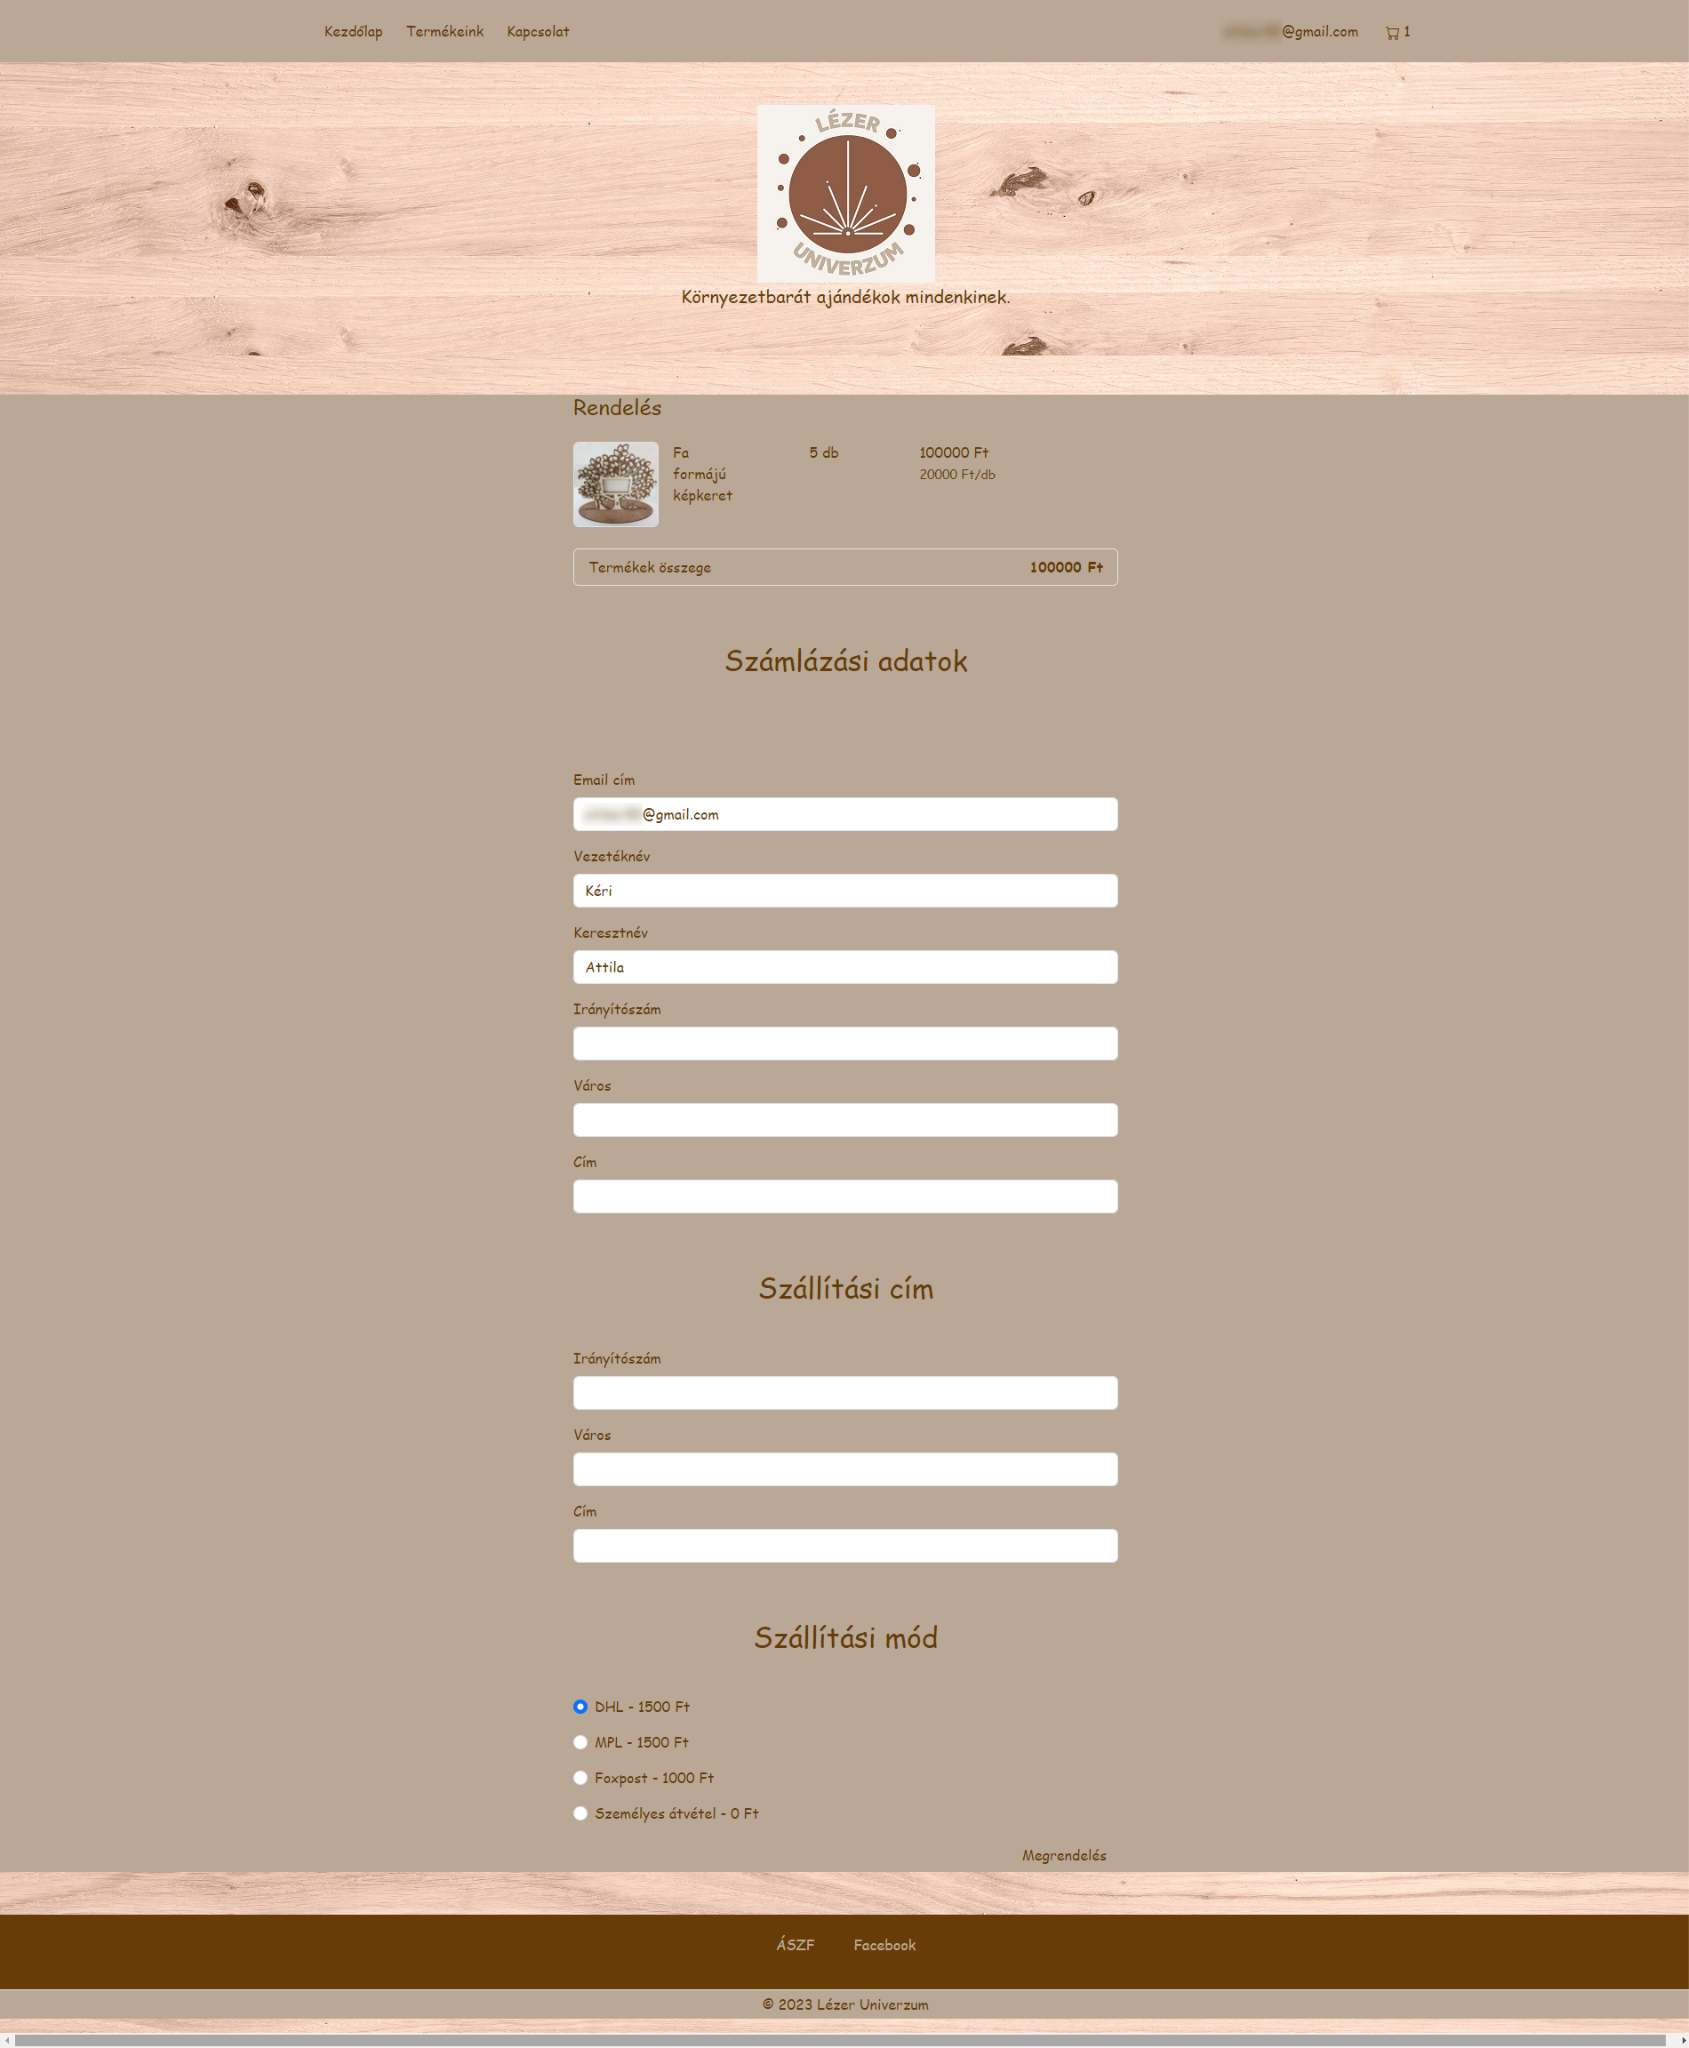 Kezdőlap Termékeink Kapcsolat @gmail.com 1
LÉZER
UNIVERZUM
Környezetbarát ajándékok mindenkinek.
Rendelés
Fa 5 db 100000 Ft
formájú 20000 Ft/db
képkeret
Termékek összege 100000 Ft
Számlázási adatok
Email cím
@gmail.com
Vezetéknév
Kéri
Keresztnév
Attila
Irányítószám
Város
Cím
Szállítási cím
Irányítószám
Város
Cím
Szállítási mód
DHL - 1500 Ft
MPL - 1500 Ft
Foxpost - 1000 Ft
Személyes átvétel - 0 Ft
Megrendelés
ÁSZF Facebook
© 2023 Lézer Univerzum